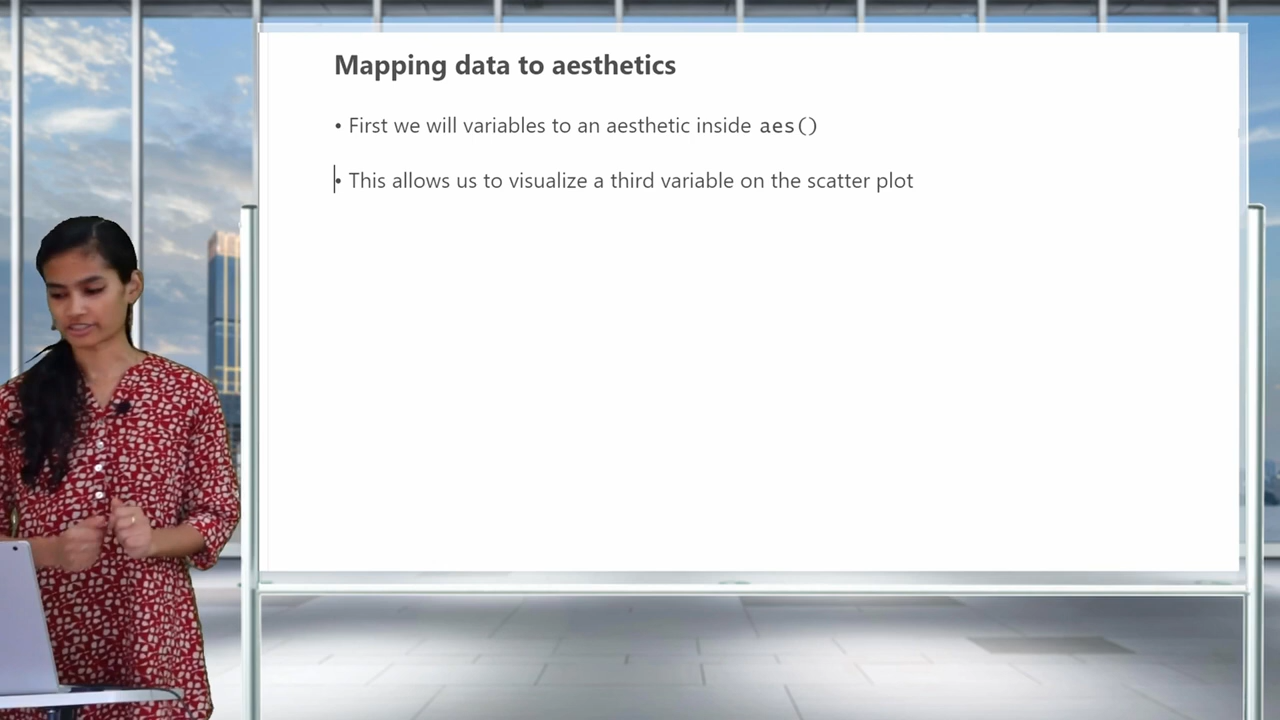 Mapping data to aesthetics
• First we will variables to an aesthetic inside aes()
• This allows us to visualize a third variable on the scatter plot